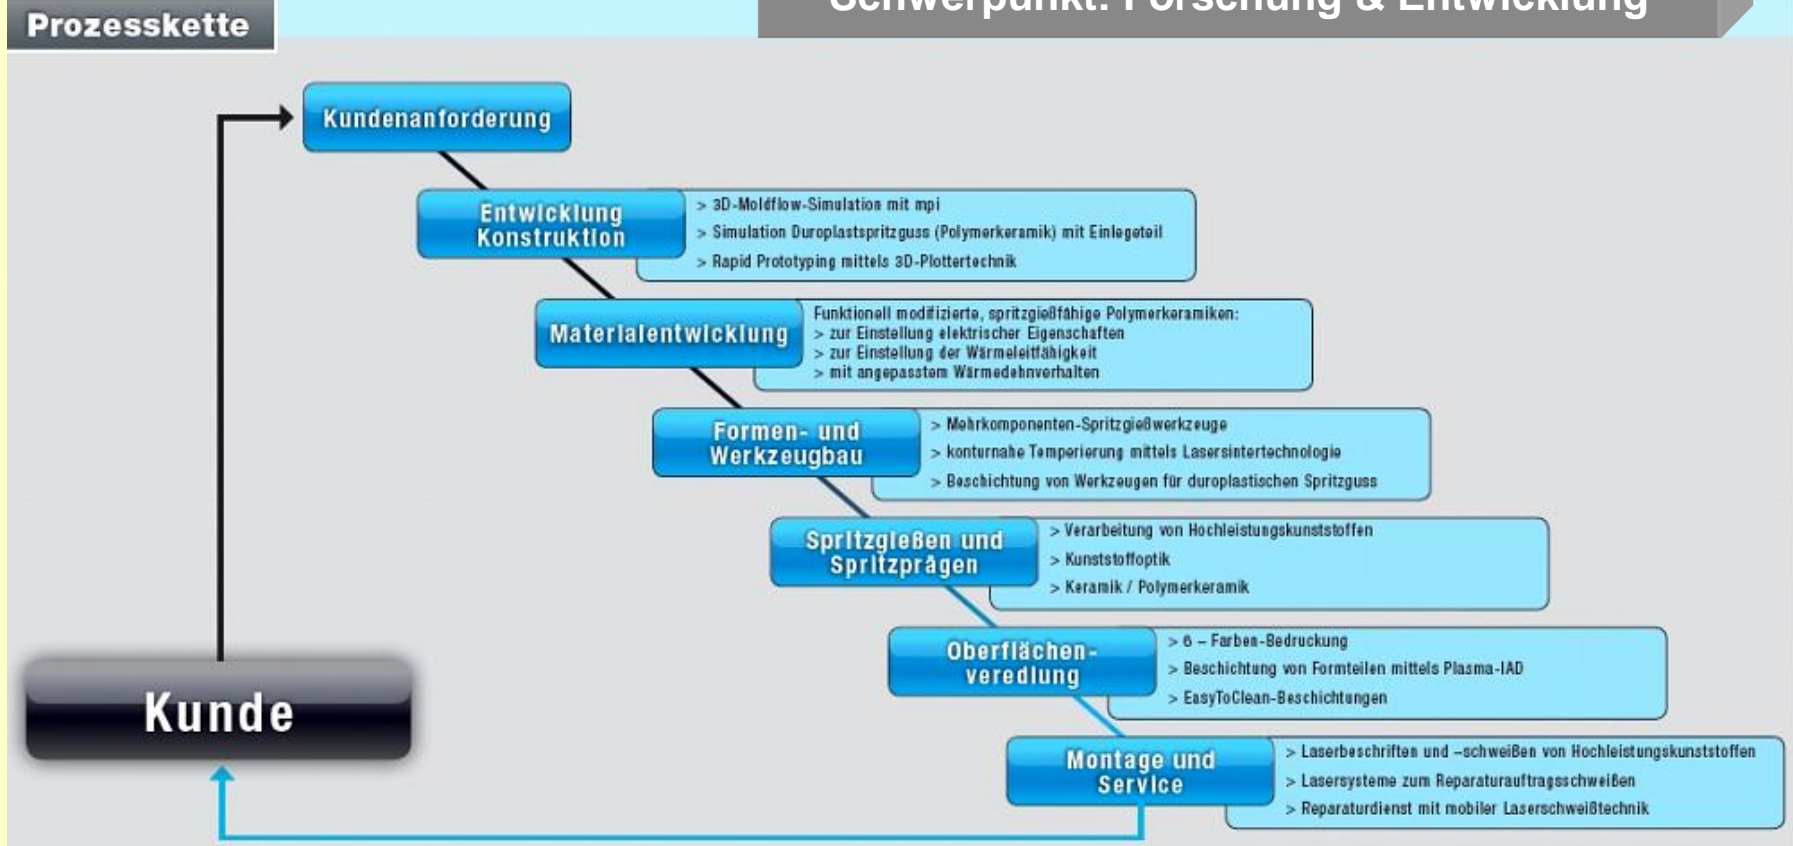 Schwerpunkt: Forschung & Entwicklung
Prozesskette
Kundenanforderung
Entwicklung
Konstruktion
> 3D-Moldflow-Simulation mit mpi
> Simulation Duroplastspritzguss (Polymerkeramik) mit Einlegeteil
> Rapid Prototyping mittels 3D-Plottertechnik
Materialentwicklung
Funktionell modifizierte, spritzgießfähige Polymerkeramiken:
> zur Einstellung elektrischer Eigenschaften
> zur Einstellung der Wärmeleitfähigkeit
> mit angepasstem Wärmedehnverhalten
Formen- und
Werkzeugbau
> Mehrkomponenten-Spritzgießwerkzeuge
> konturnahe Temperierung mittels Lasersintertechnologie
> Beschichtung von Werkzeugen für duroplastischen Spritzguss
Spritzgießen und
Spritzprägen
> Verarbeitung von Hochleistungskunststoffen
> Kunststoffoptik
> Keramik / Polymerkeramik
Oberflächen-
veredlung
> 6 – Farben-Bedruckung
> Beschichtung von Formteilen mittels Plasma-IAD
> EasyToClean-Beschichtungen
Kunde
Montage und
Service
> Laserbeschriften und –schweißen von Hochleistungskunststoffen
> Lasersysteme zum Reparaturauftragsschweißen
> Reparaturdienst mit mobiler Laserschweißtechnik